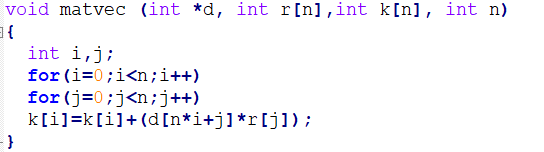 void matvec (int *d, int r[n],int k[n], int n)
{
int i,j;
for(i=0;i<n;i++)
for(j=0;j<n;j++)
k[i]=k[i]+(d[n*i+j]*r[j]);
}